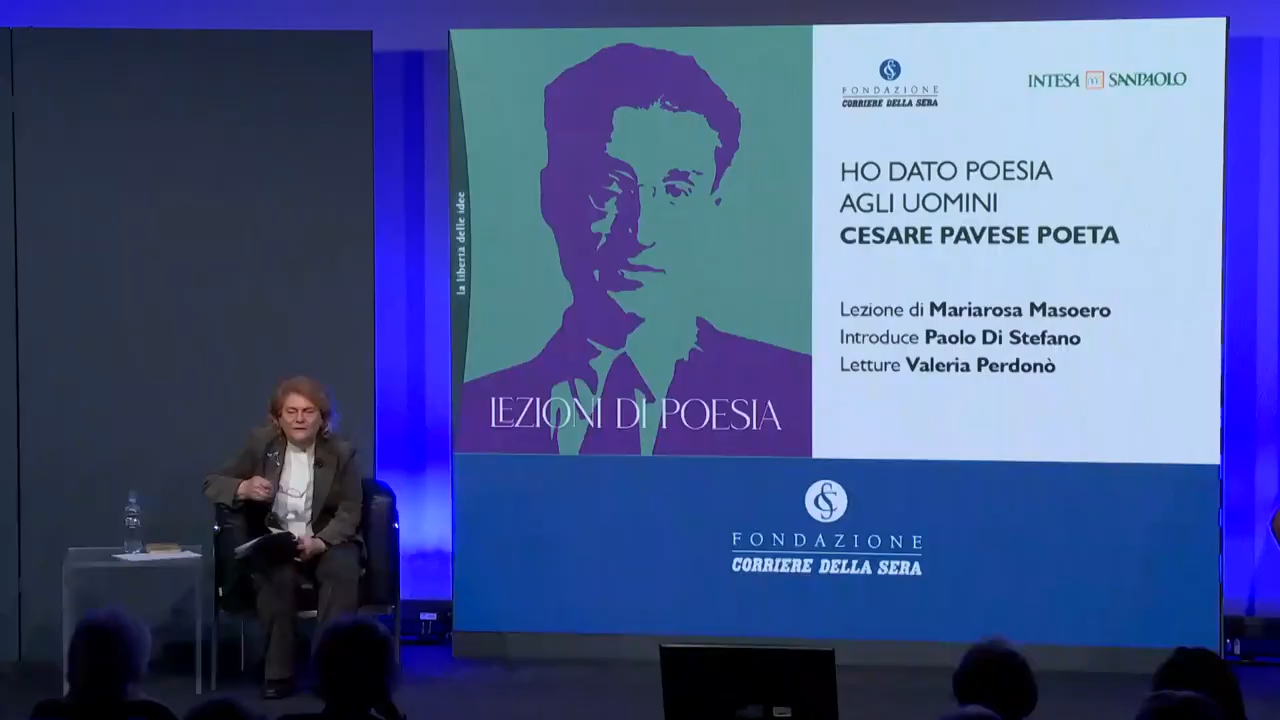 la libertà delle idee
LEZIONI DI POESIA
FONDAZIONE
CORRIERE DELLA SERA
INTESA SANPAOLO
HO DATO POESIA
AGLI UOMINI
CESARE PAVESE POETA
Lezione di Mariarosa Masoero
Introduce Paolo Di Stefano
Letture Valeria Perdonò
FONDAZIONE
CORRIERE DELLA SERA